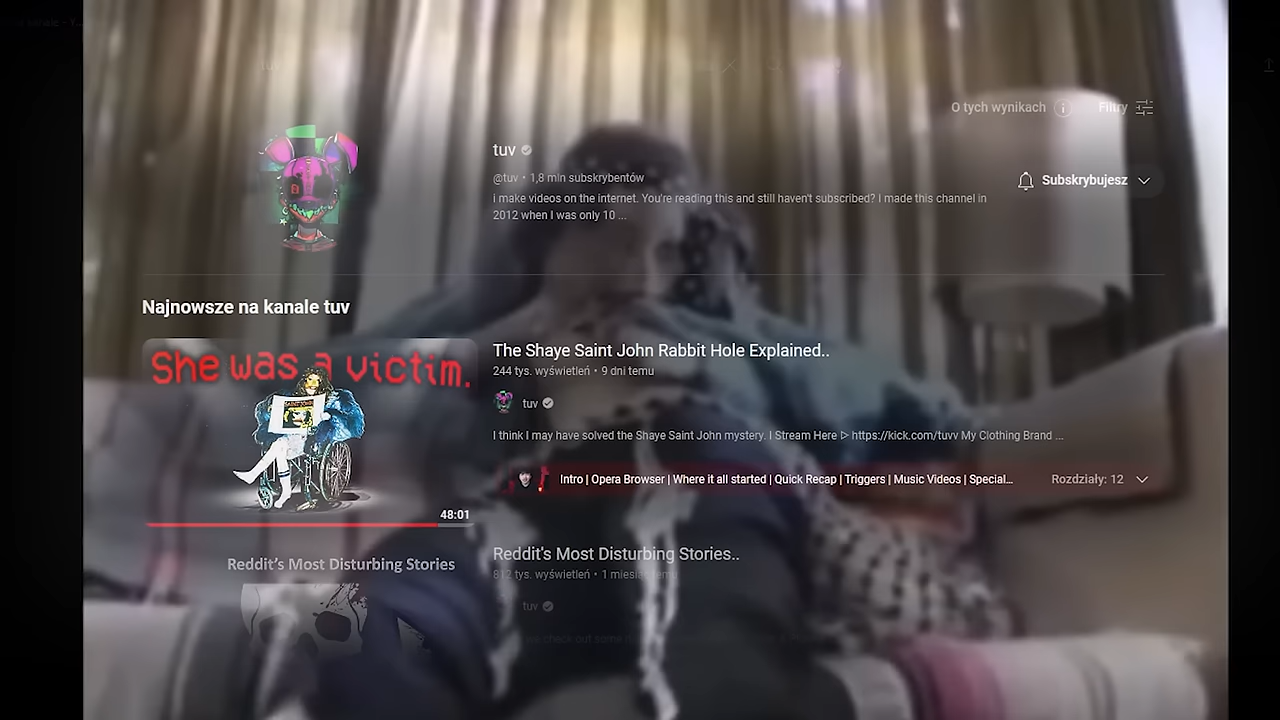 O tych wynikach
Filtry
tuv
@tuv • 1,8 mln subskrybentów
Subskrybujesz
i make videos on the internet. You're reading this and still haven't subscribed? I made this channel in
2012 when I was only 10 ...
Najnowsze na kanale tuv
She was a victim.
48:01
The Shaye Saint John Rabbit Hole Explained..
244 tys. wyświetleń • 9 dni temu
tuv
I think I may have solved the Shaye Saint John mystery. I Stream Here ▷ https://kick.com/tuvv My Clothing Brand ...
Intro | Opera Browser | Where it all started | Quick Recap | Triggers | Music Videos | Special...
Rozdziały: 12
Reddit's Most Disturbing Stories
Reddit's Most Disturbing Stories..
812 tys. wyświetleń • 1 miesiąc temu
tuv